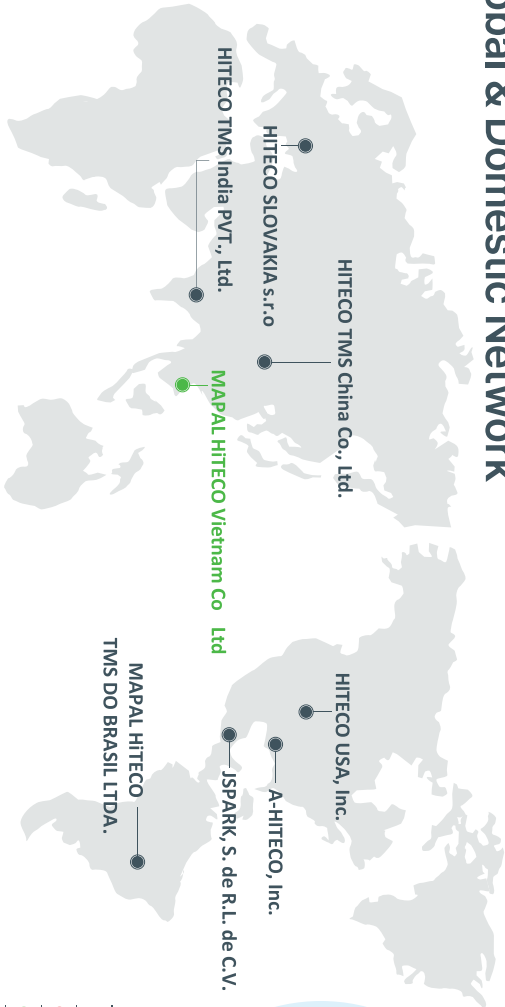 & Domestic Network
HITECO TMS China Co., Ltd.
HITECO USA, Inc.
HITECO SLOVAKIA s.r.o
A-HITECO, Inc.
HITECO TMS India PVT., Ltd.
MAPAL HiTECO Vietnam Co Ltd
JSPARK, S. de R.L. de C.V.
MAPAL HiTECO
TMS DO BRASIL LTDA.